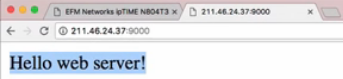 EFM Networks ipTIME N804T3
211.46.24.37:9000
211.46.24.37:9000
Hello web server!